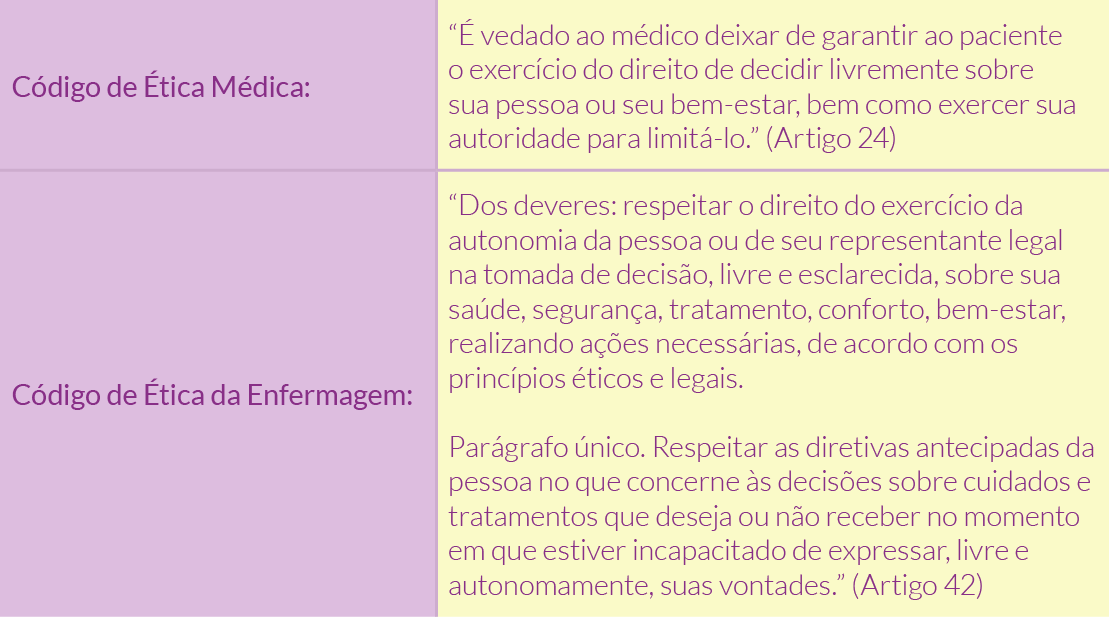 Código de Ética Médica:
“É vedado ao médico deixar de garantir ao paciente
o exercício do direito de decidir livremente sobre
sua pessoa ou seu bem-estar, bem como exercer sua
autoridade para limitá-lo.” (Artigo 24)
Código de Ética da Enfermagem:
“Dos deveres: respeitar o direito do exercício da
autonomia da pessoa ou de seu representante legal
na tomada de decisão, livre e esclarecida, sobre sua
saúde, segurança, tratamento, conforto, bem-estar,
realizando ações necessárias, de acordo com os
princípios éticos e legais.
Parágrafo único. Respeitar as diretivas antecipadas da
pessoa no que concerne às decisões sobre cuidados e
tratamentos que deseja ou não receber no momento
em que estiver incapacitado de expressar, livre e
autonomamente, suas vontades.” (Artigo 42)